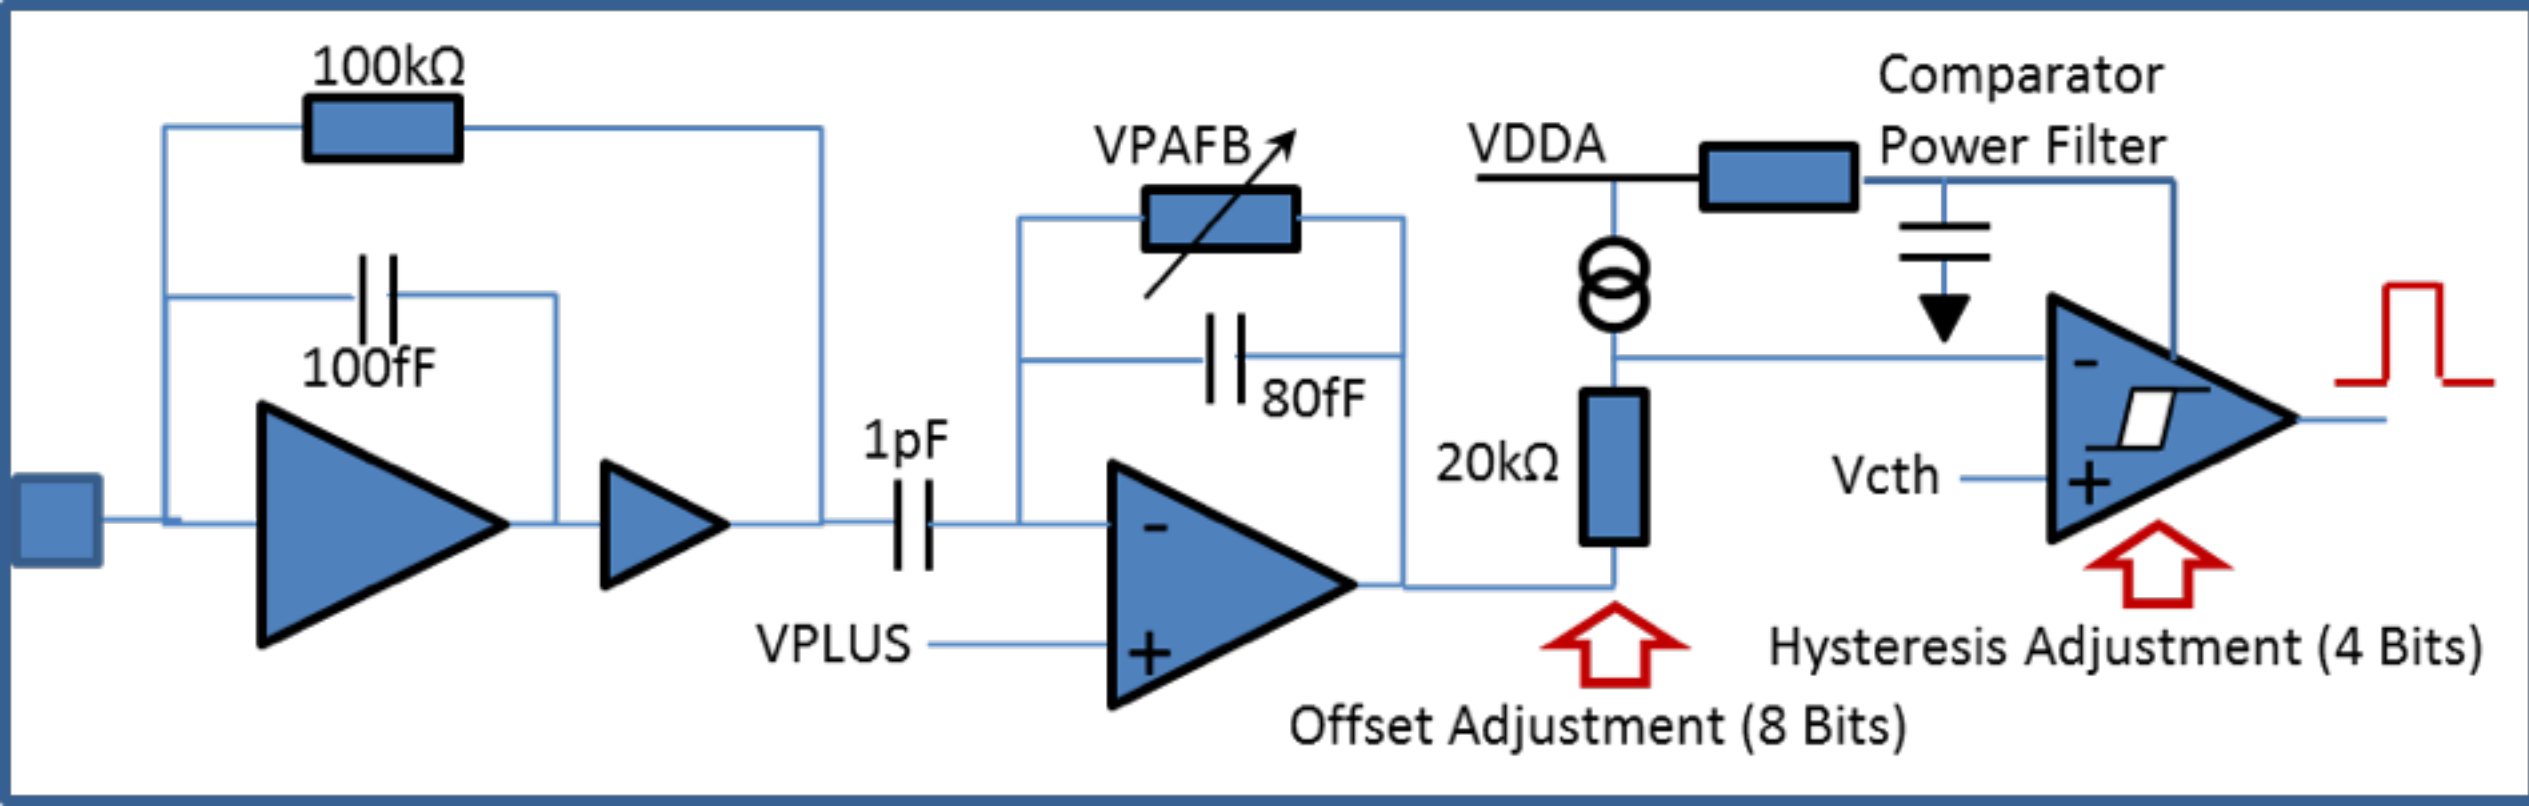 100kΩ
100fF
1pF
VPLUS
-
+
VPAFB
80fF
VDDA
20kΩ
Offset Adjustment (8 Bits)
Comparator
Power Filter
Vcth
-
+
Hysteresis Adjustment (4 Bits)